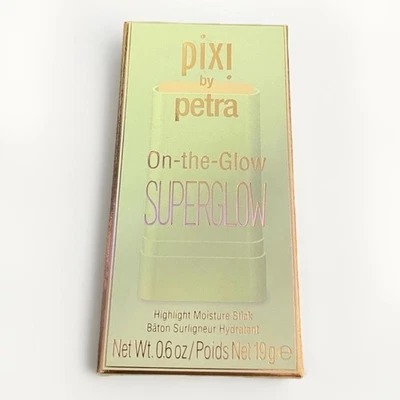 pixi
by
petra
On-the-Glow
SUPERGLOW
Highlight Moisture Stick
Bâton Surligneur Hydratant
Net Wt. 0.6 oz / Poids Net 19 g ℮